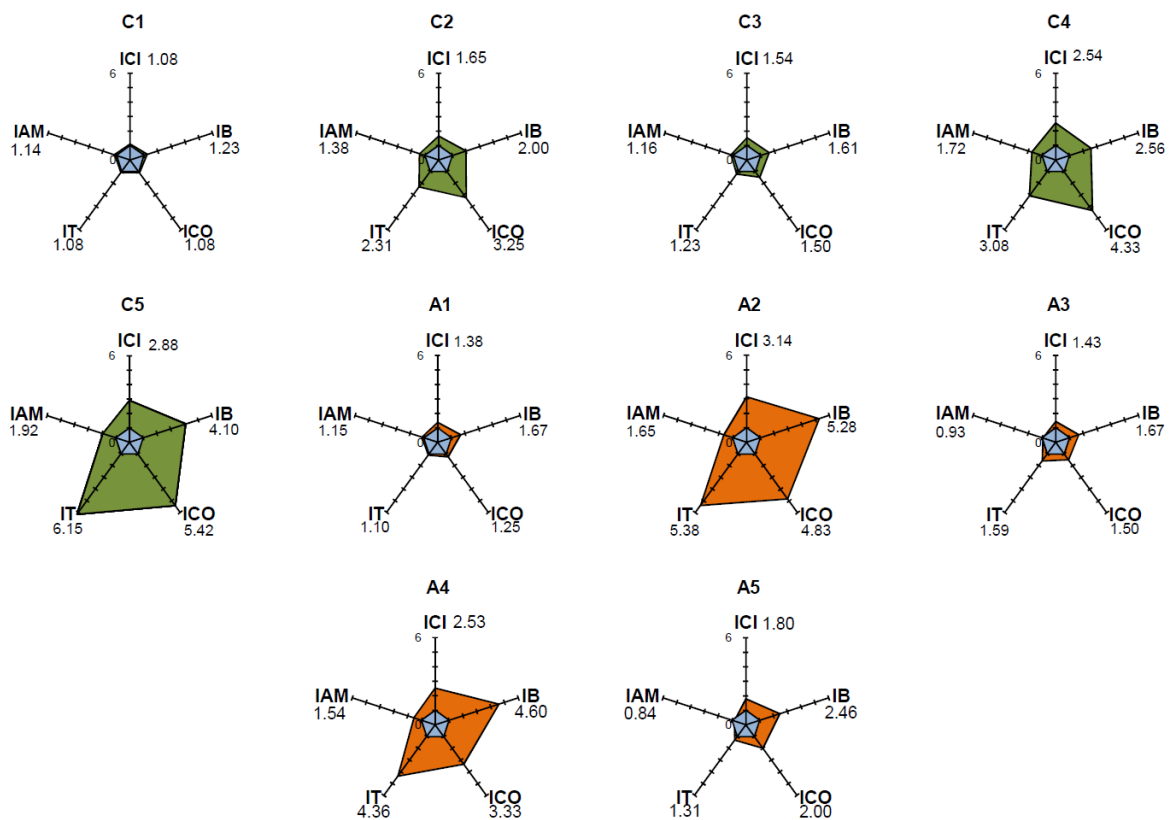 C1 C2 C3 C4
ICI 1.08 ICI 1.65 ICI 1.54 ICI 2.54
6 6 6 6
IAM IB IAM IB IAM IB IAM IB
1.14 1.23 1.38 2.00 1.16 1.61 1.72 2.56
0 0 0 0
IT ICO IT ICO IT ICO IT ICO
1.08 1.08 2.31 3.25 1.23 1.50 3.08 4.33
C5 A1 A2 A3
ICI 2.88 ICI 1.38 ICI 3.14 ICI 1.43
6 6 6 6
IAM IB IAM IB IAM IB IAM IB
1.92 4.10 1.15 1.67 1.65 5.28 0.93 1.67
0 0 0 0
IT ICO IT ICO IT ICO IT ICO
6.15 5.42 1.10 1.25 5.38 4.83 1.59 1.50
A4 A5
ICI 2.53 ICI 1.80
6 6
IAM IB IAM IB
1.54 4.60 0.84 2.46
0 0
IT ICO IT ICO
4.36 3.33 1.31 2.00